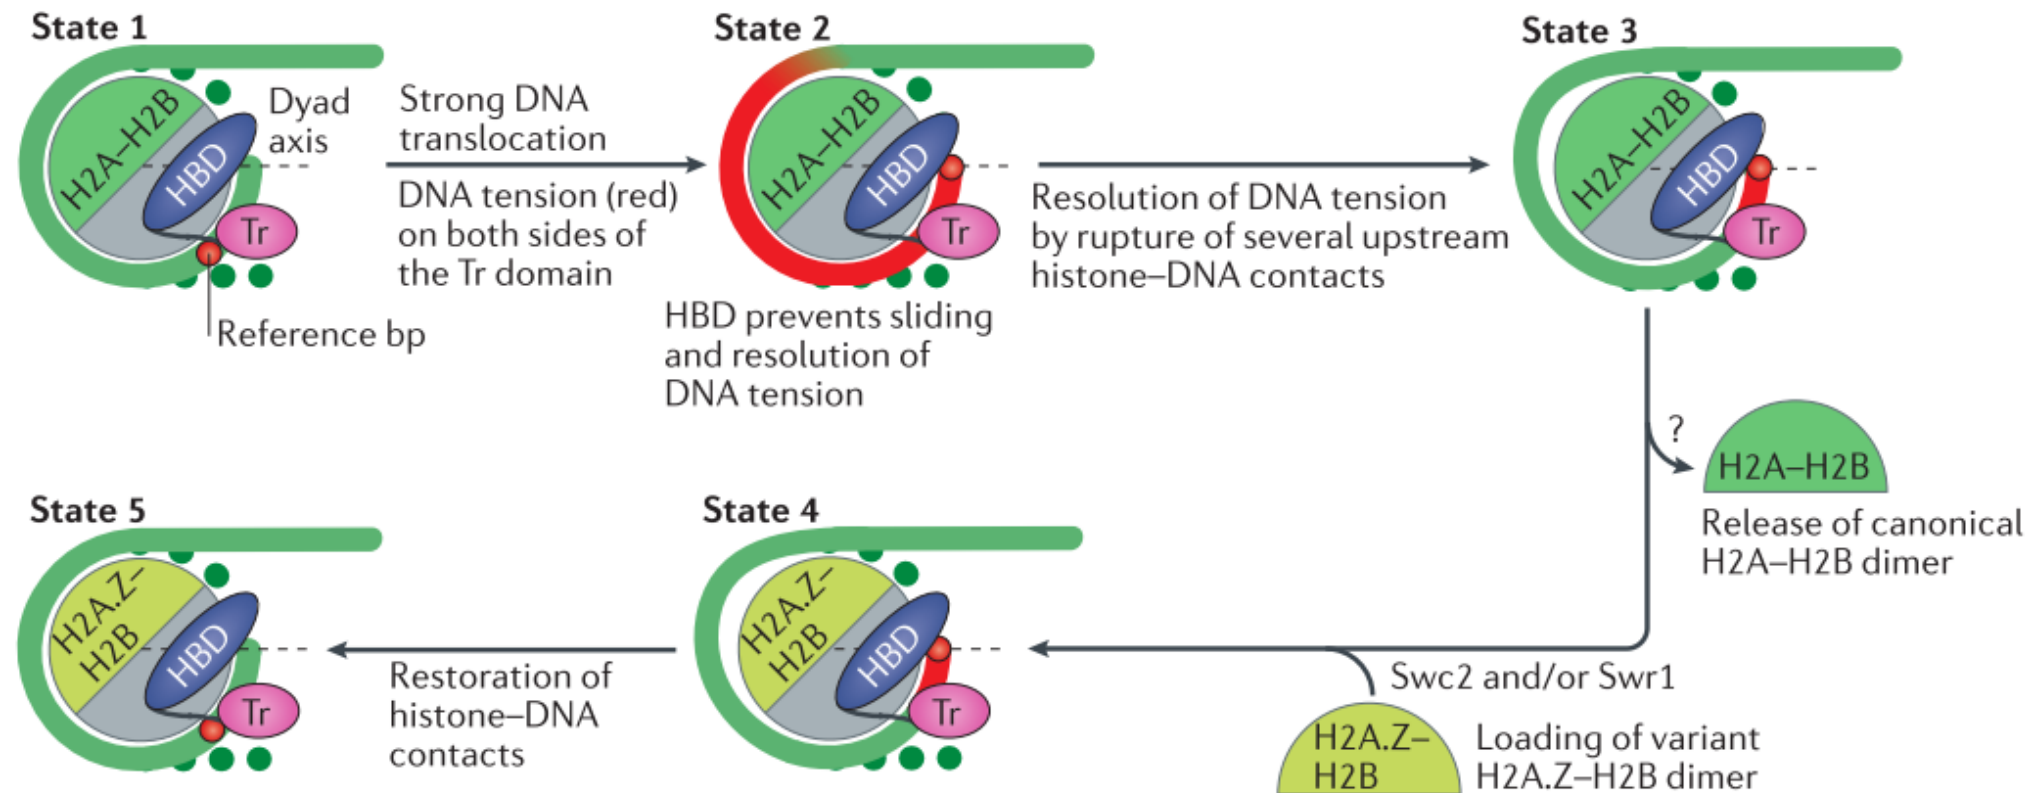 State 1
H2A–H2B
HBD
Tr
Dyad
axis
Reference bp
Strong DNA
translocation
DNA tension (red)
on both sides of
the Tr domain
State 2
H2A–H2B
HBD
Tr
HBD prevents sliding
and resolution of
DNA tension
Resolution of DNA tension
by rupture of several upstream
histone–DNA contacts
State 3
H2A–H2B
HBD
Tr
?
H2A–H2B
Release of canonical
H2A–H2B dimer
Swc2 and/or Swr1
H2A.Z–
H2B
Loading of variant
H2A.Z–H2B dimer
State 4
H2A.Z–
H2B
HBD
Tr
Restoration of
histone–DNA
contacts
State 5
H2A.Z–
H2B
HBD
Tr